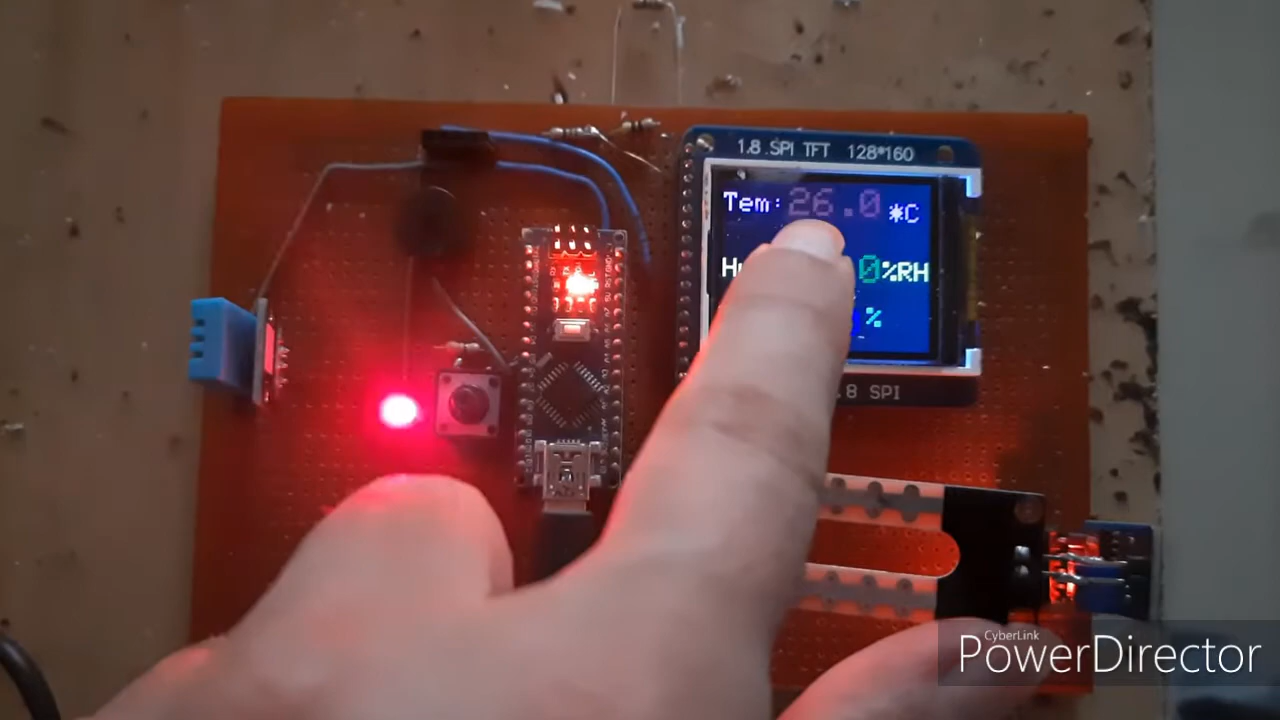 1.8 SPI TFT 128*160
Tem: 26.0 *C
0%RH
%
.8 SPI
CyberLink
PowerDirector